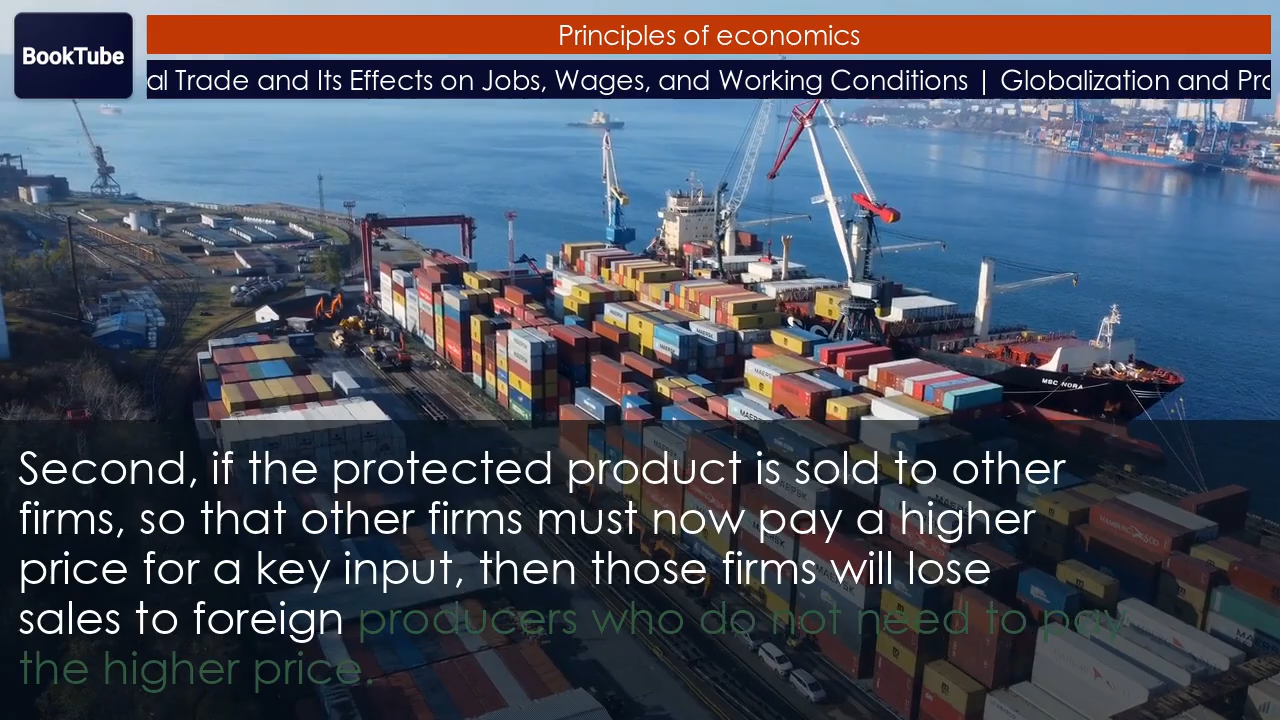 BookTube
Principles of economics
al Trade and Its Effects on Jobs, Wages, and Working Conditions | Globalization and Pro
Second, if the protected product is sold to other
firms, so that other firms must now pay a higher
price for a key input, then those firms will lose
sales to foreign producers who do not need to pay
the higher price.
MSC NORA
MAERSK
HAMBURG SÜD